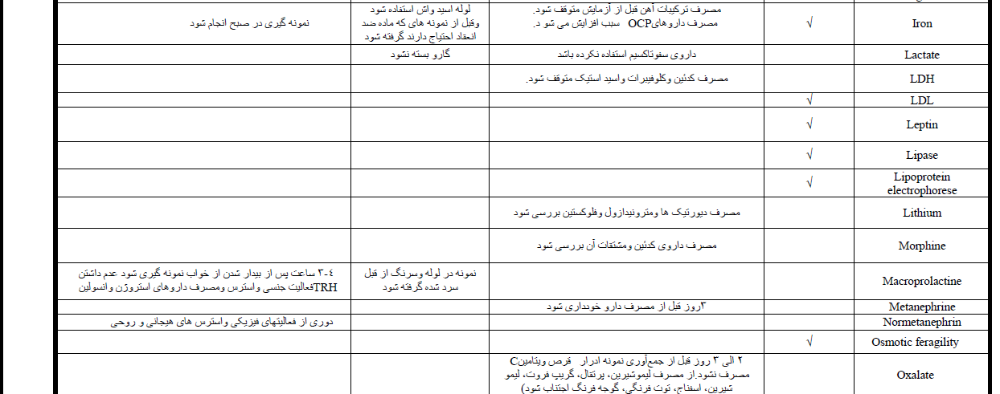 Iron
√
مصرف ترکیبات آهن قبل از آزمایش متوقف شود.
مصرف داروهایOCP سبب افزایش می شو د.
لوله اسید واش استفاده شود
وقبل از نمونه های که ماده ضد
انعقاد احتیاج دارند گرفته شود
نمونه گیری در صبح انجام شود
Lactate
داروی سفوتاکسیم استفاده نکرده باشد
گارو بسته نشود
LDH
مصرف کدئین وکلوفیبرات واسید استیک متوقف شود.
LDL
√
Leptin
√
Lipase
√
Lipoprotein
electrophorese
√
Lithium
مصرف دیورتیک ها ومترونیدازول وفلوکستین بررسی شود
Morphine
مصرف داروی کدئین ومشتقات آن بررسی شود
Macroprolactine
نمونه در لوله وسرنگ از قبل
سرد شده گرفته شود
۳-٤ ساعت پس از بیدار شدن از خواب نمونه گیری شود عدم داشتن
فعالیت جنسی واسترس ومصرف داروهای استروژن وانسولینTRH
Metanephrine
۳روز قبل از مصرف دارو خودداری شود
Normetanephrin
دوری از فعالیتهای فیزیکی واسترس های هیجانی و روحی
Osmotic feragility
√
Oxalate
۲ الی ۳ روز قبل از جمع‌آوری نمونه ادرار قرص ویتامینC
مصرف نشود.از مصرف لیموشیرین، پرتقال، گریپ فروت، لیمو
شیرین، اسفناج، توت فرنگی، گوجه فرنگ اجتناب شود)